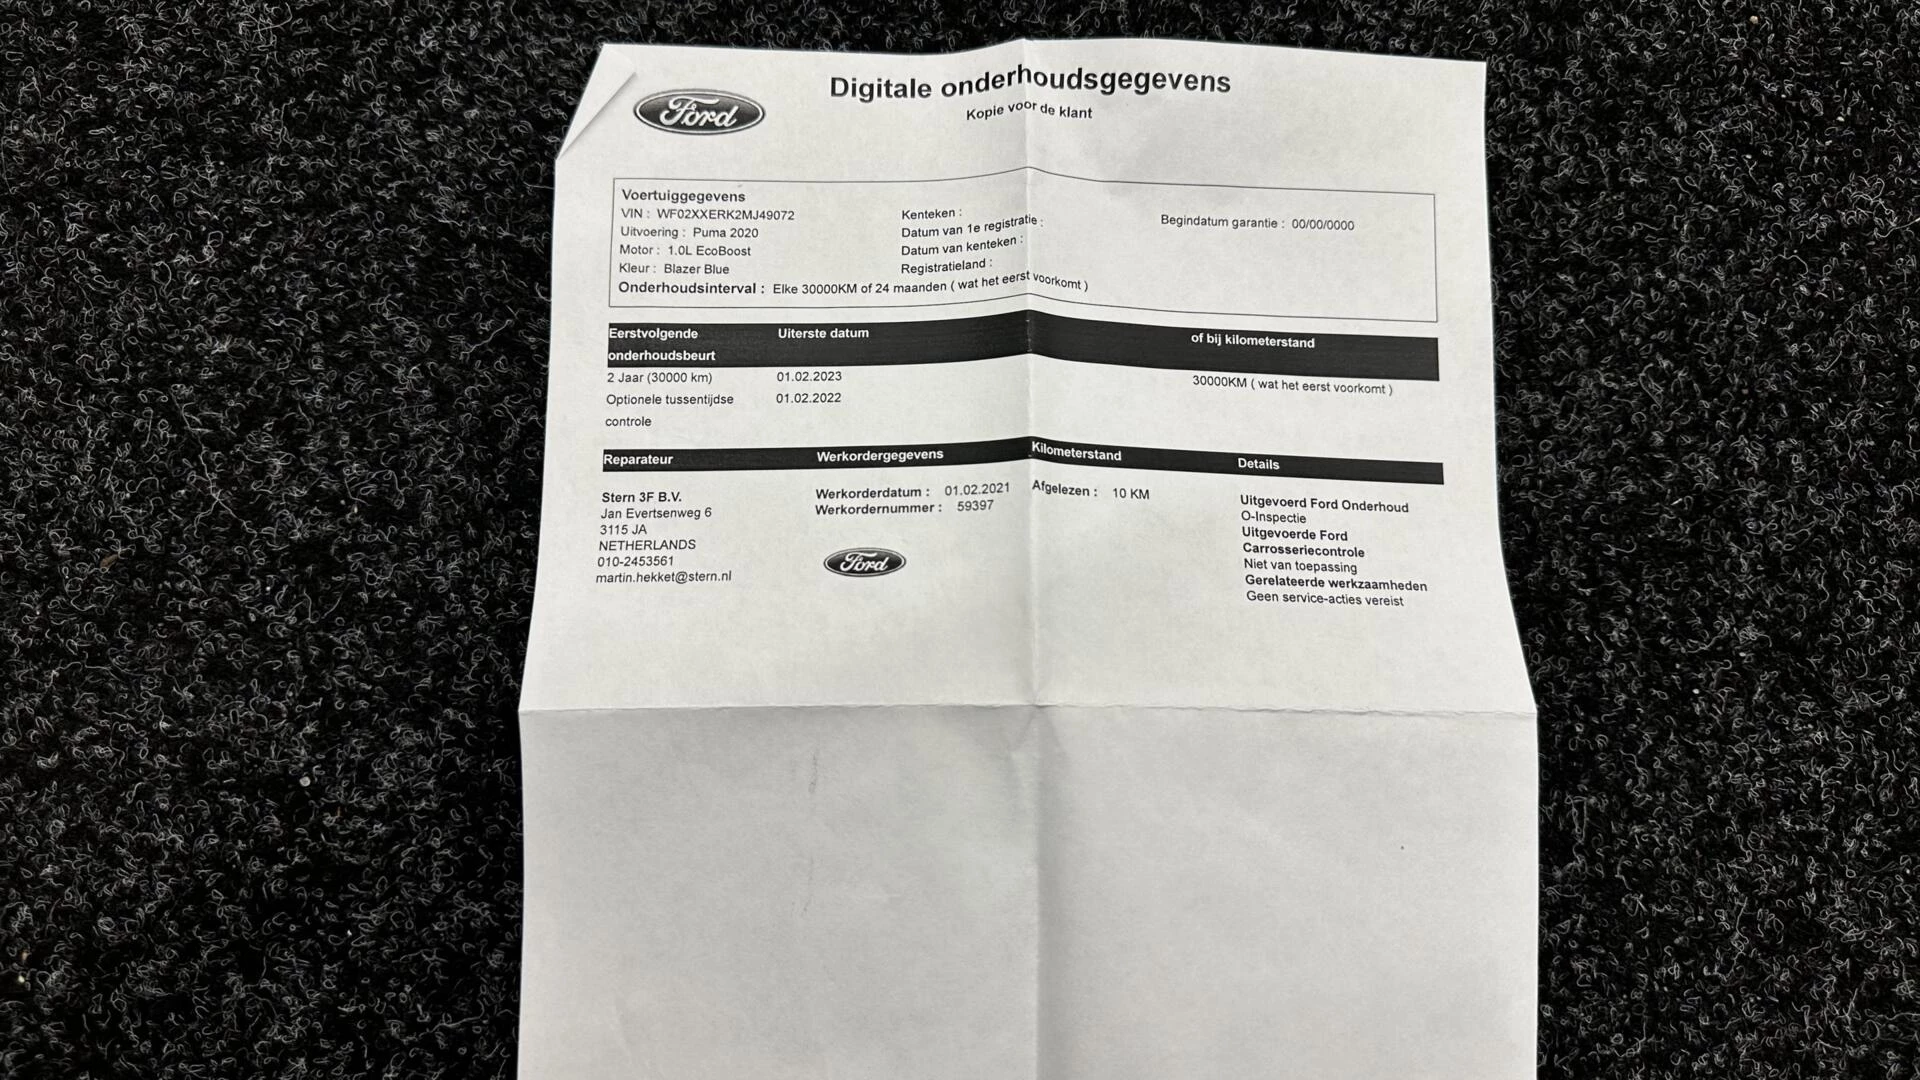 Digitale onderhoudsgegevens
Kopie voor de klant
Ford
Voertuiggegevens
VIN : WF02XXERK2MJ49072
Uitvoering : Puma 2020
Motor : 1.0L EcoBoost
Kleur : Blazer Blue
Kenteken :
Datum van 1e registratie :
Datum van kenteken :
Registratieland :
Begindatum garantie : 00/00/0000
Onderhoudsinterval : Elke 30000KM of 24 maanden ( wat het eerst voorkomt )
Eerstvolgende onderhoudsbeurt Uiterste datum of bij kilometerstand
2 Jaar (30000 km) 01.02.2023 30000KM ( wat het eerst voorkomt )
Optionele tussentijdse controle 01.02.2022
Reparateur Werkordergegevens Kilometerstand Details
Stern 3F B.V.
Jan Evertsenweg 6
3115 JA
NETHERLANDS
010-2453561
martin.hekket@stern.nl
Werkorderdatum : 01.02.2021
Werkordernummer : 59397
Ford
Afgelezen : 10 KM
Uitgevoerd Ford Onderhoud
O-Inspectie
Uitgevoerde Ford
Carrosseriecontrole
Niet van toepassing
Gerelateerde werkzaamheden
Geen service-acties vereist